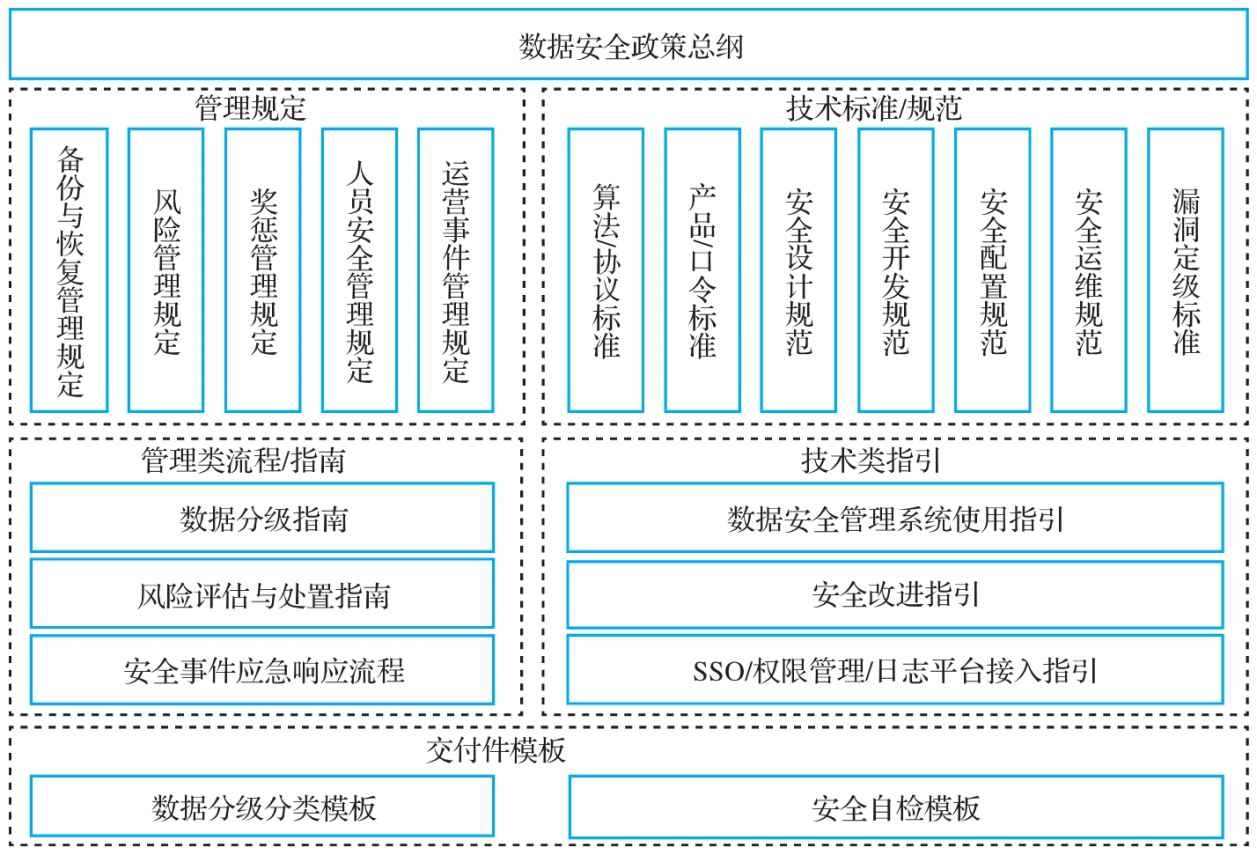 数据安全政策总纲
管理规定
备份与恢复管理规定
风险管理规定
奖惩管理规定
人员安全管理规定
运营事件管理规定
技术标准/规范
算法/协议标准
产品/口令标准
安全设计规范
安全开发规范
安全配置规范
安全运维规范
漏洞定级标准
管理类流程/指南
数据分级指南
风险评估与处置指南
安全事件应急响应流程
技术类指引
数据安全管理系统使用指引
安全改进指引
SSO/权限管理/日志平台接入指引
交付件模板
数据分级分类模板
安全自检模板